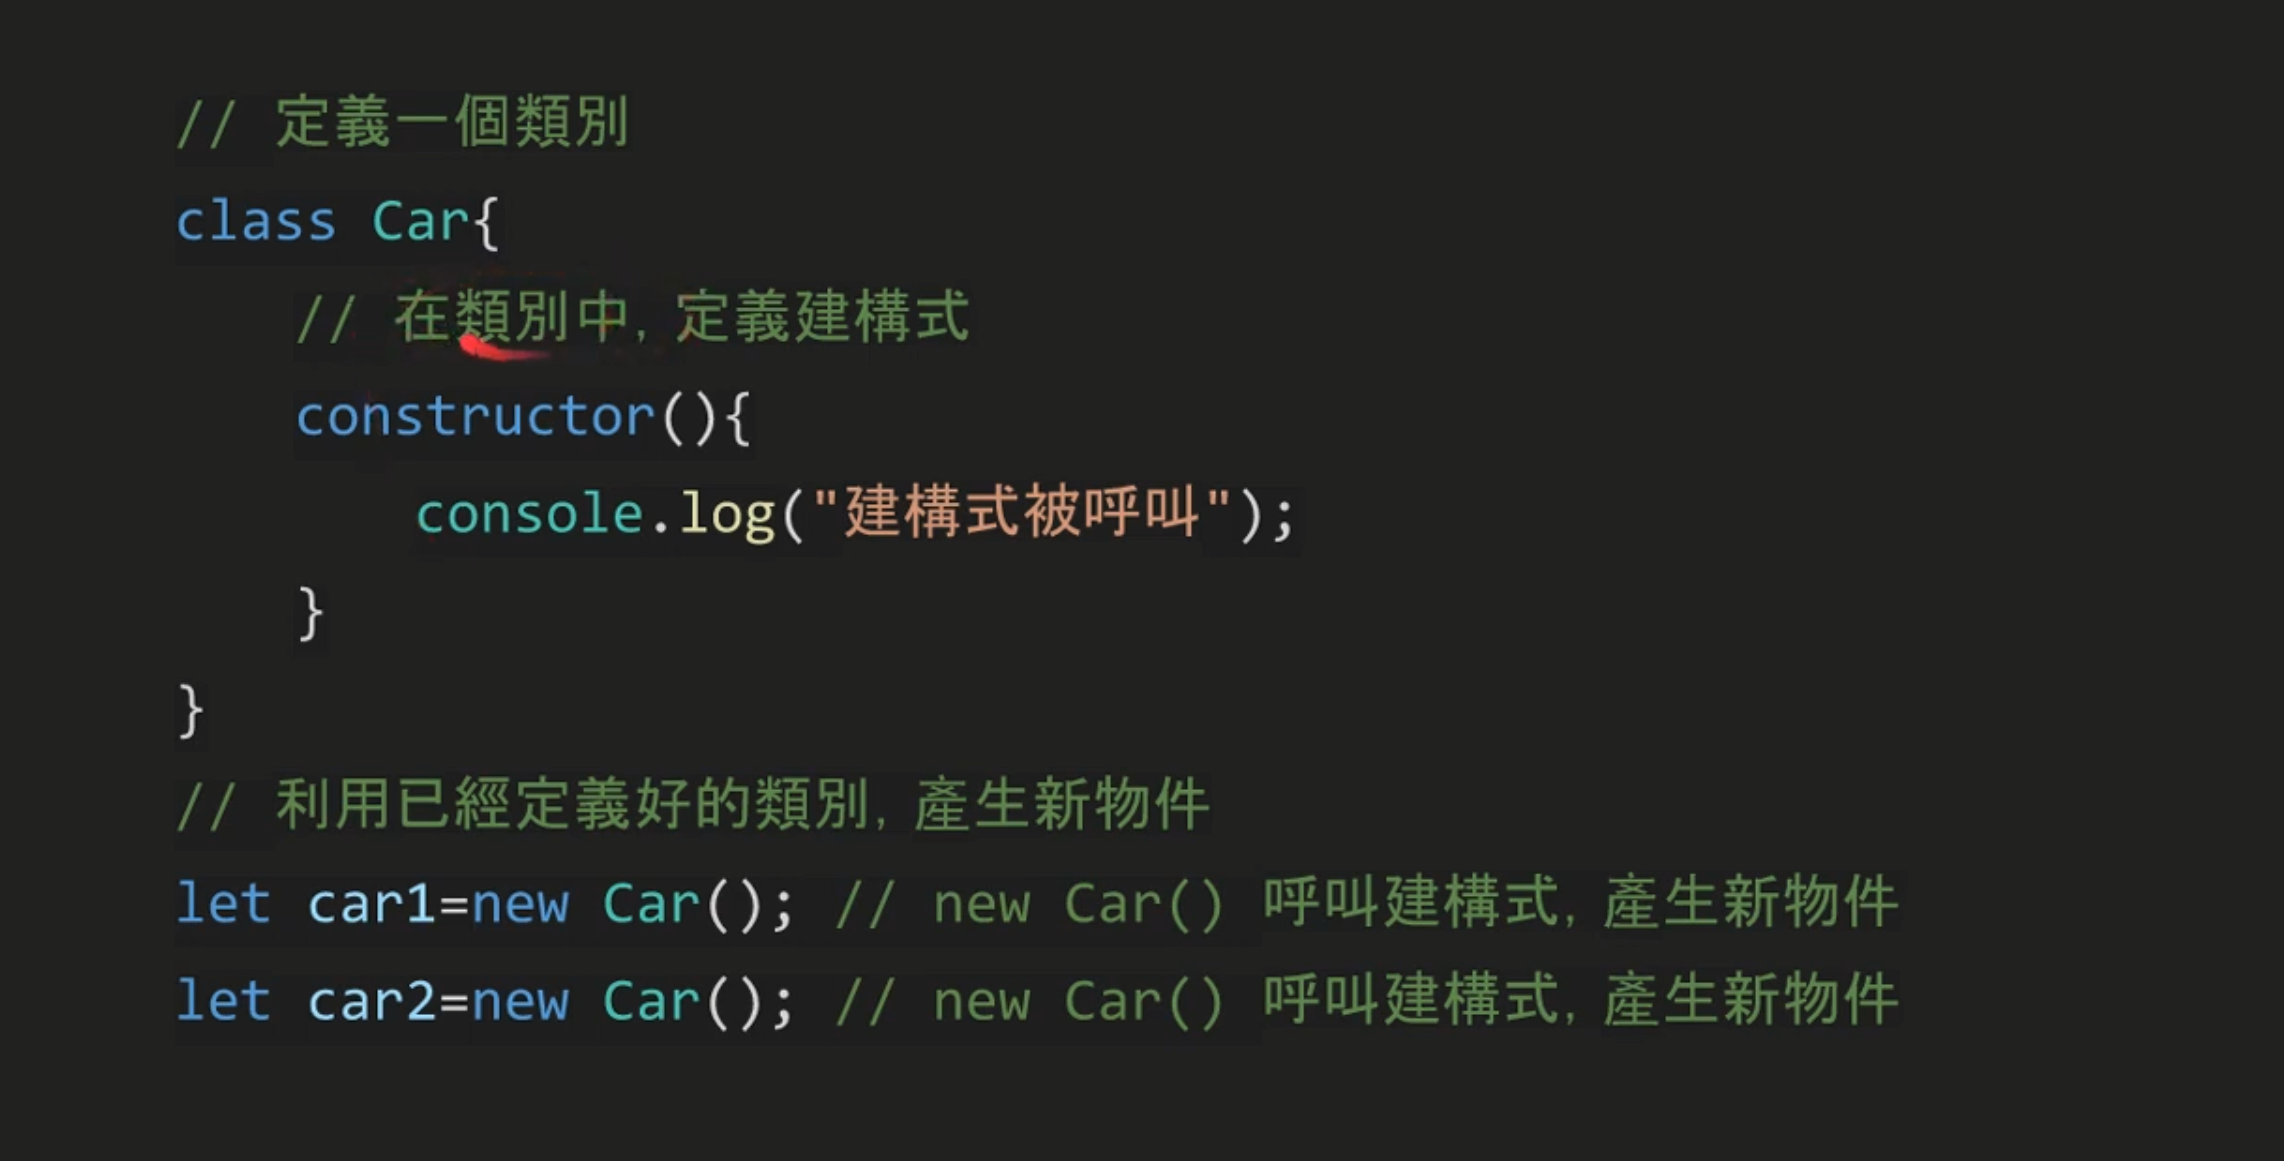 // 定義一個類別
class Car{
// 在類別中, 定義建構式
constructor(){
console.log("建構式被呼叫");
}
}
// 利用已經定義好的類別, 產生新物件
let car1=new Car(); // new Car() 呼叫建構式, 產生新物件
let car2=new Car(); // new Car() 呼叫建構式, 產生新物件